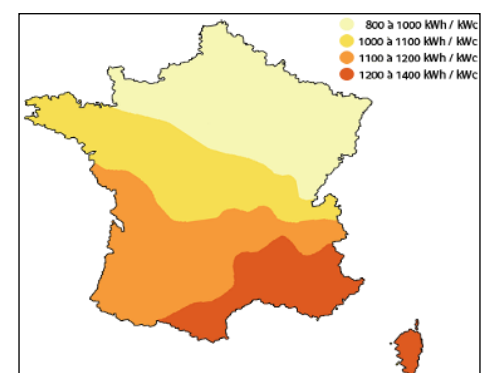 800 à 1000 kWh / kWc
1000 à 1100 kWh / kWc
1100 à 1200 kWh / kWc
1200 à 1400 kWh / kWc